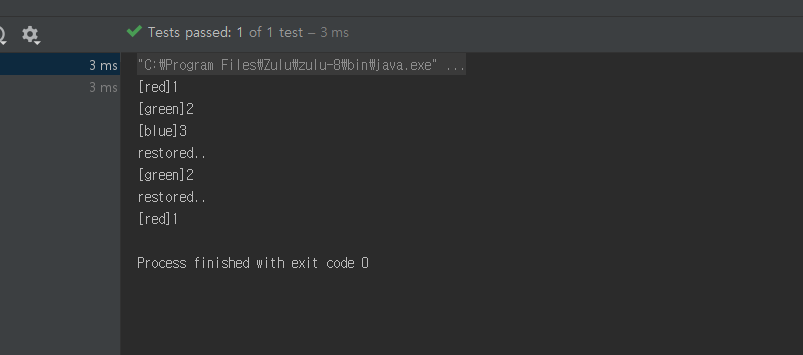 Tests passed: 1 of 1 test – 3 ms
3 ms
"C:₩Program Files₩Zulu₩zulu-8₩bin₩java.exe" ...
3 ms
[red]1
[green]2
[blue]3
restored..
[green]2
restored..
[red]1
Process finished with exit code 0